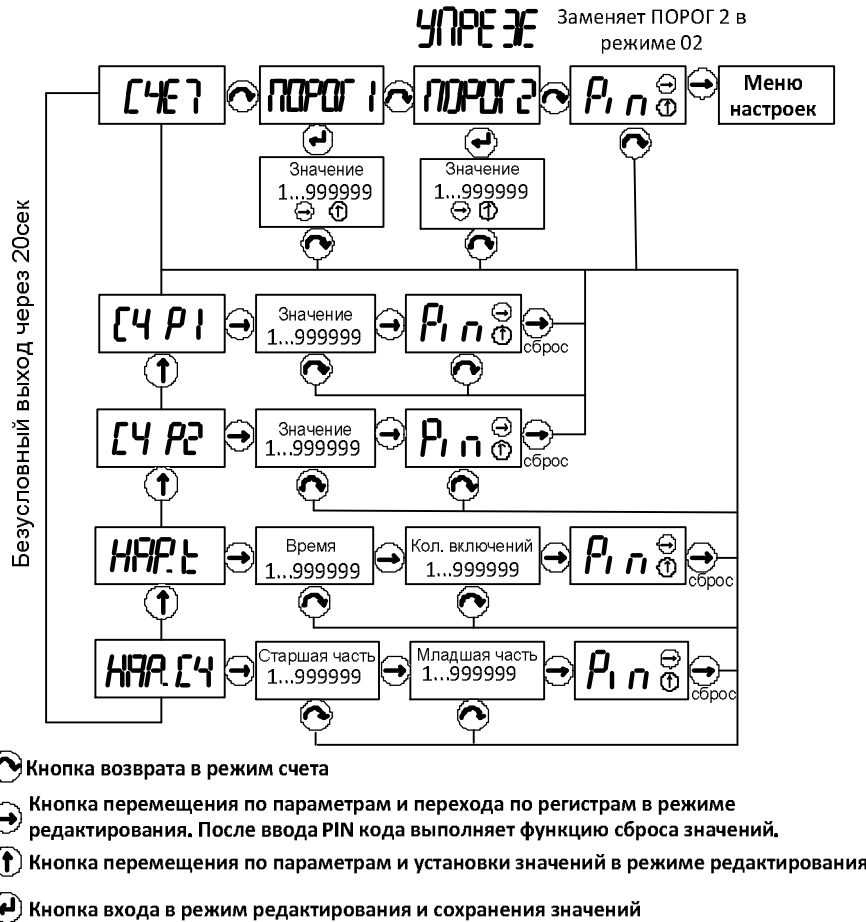 УПРЕЖ
Заменяет ПОРОГ 2 в
режиме 02
СЧЕТ
ПОРОГ 1
ПОРОГ 2
Pin
Меню
настроек
Значение
1...999999
Значение
1...999999
Безусловный выход через 20сек
СЧ P1
Значение
1...999999
Pin
сброс
СЧ P2
Значение
1...999999
Pin
сброс
НАР.t
Время
1...999999
Кол. включений
1...999999
Pin
сброс
НАР.СЧ
Старшая часть
1...999999
Младшая часть
1...999999
Pin
сброс
Кнопка возврата в режим счета
Кнопка перемещения по параметрам и перехода по регистрам в режиме
редактирования. После ввода PIN кода выполняет функцию сброса значений.
Кнопка перемещения по параметрам и установки значений в режиме редактирования
Кнопка входа в режим редактирования и сохранения значений